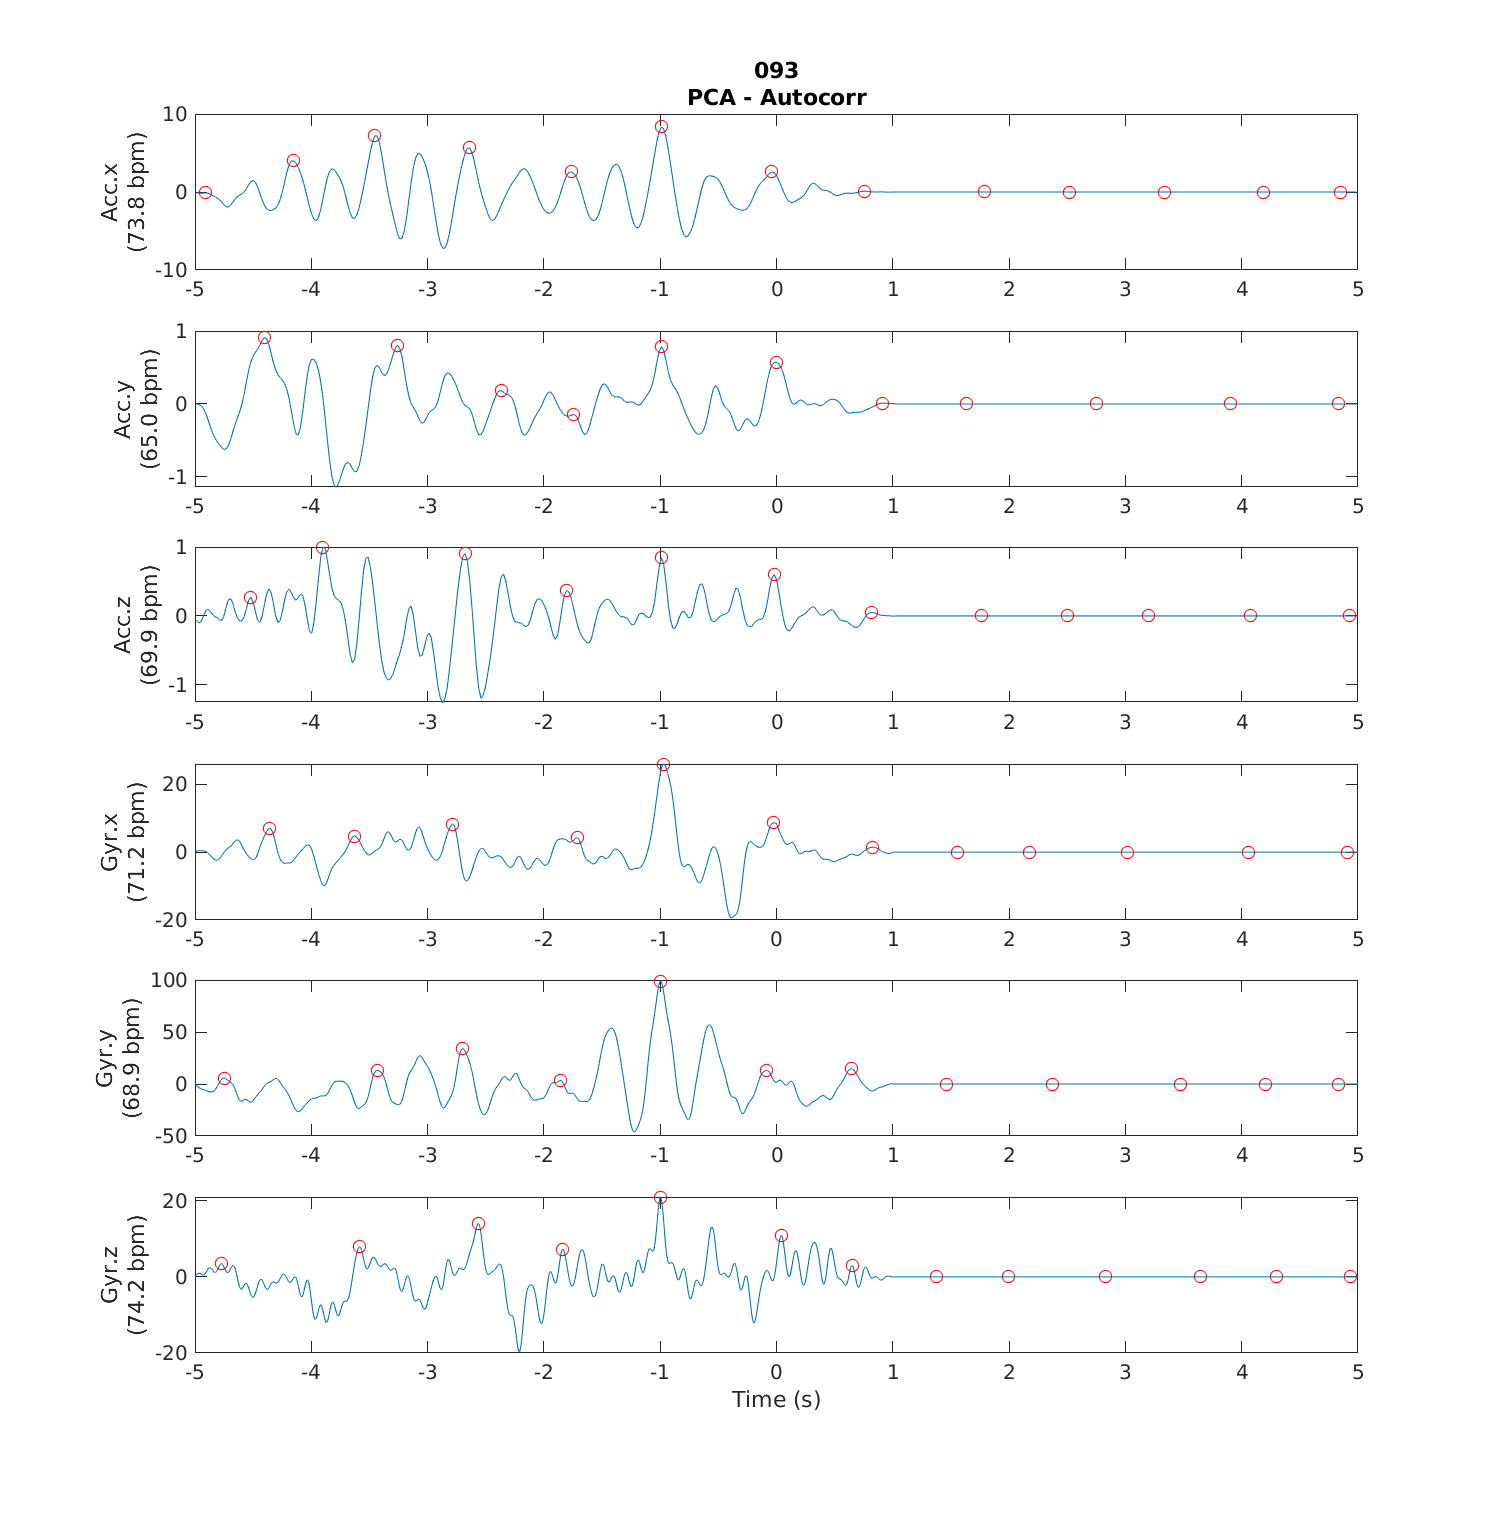 093
PCA - Autocorr
Acc.x
(73.8 bpm)
10
0
-10
-5 -4 -3 -2 -1 0 1 2 3 4 5
Acc.y
(65.0 bpm)
1
0
-1
-5 -4 -3 -2 -1 0 1 2 3 4 5
Acc.z
(69.9 bpm)
1
0
-1
-5 -4 -3 -2 -1 0 1 2 3 4 5
Gyr.x
(71.2 bpm)
20
0
-20
-5 -4 -3 -2 -1 0 1 2 3 4 5
Gyr.y
(68.9 bpm)
100
50
0
-50
-5 -4 -3 -2 -1 0 1 2 3 4 5
Gyr.z
(74.2 bpm)
20
0
-20
-5 -4 -3 -2 -1 0 1 2 3 4 5
Time (s)